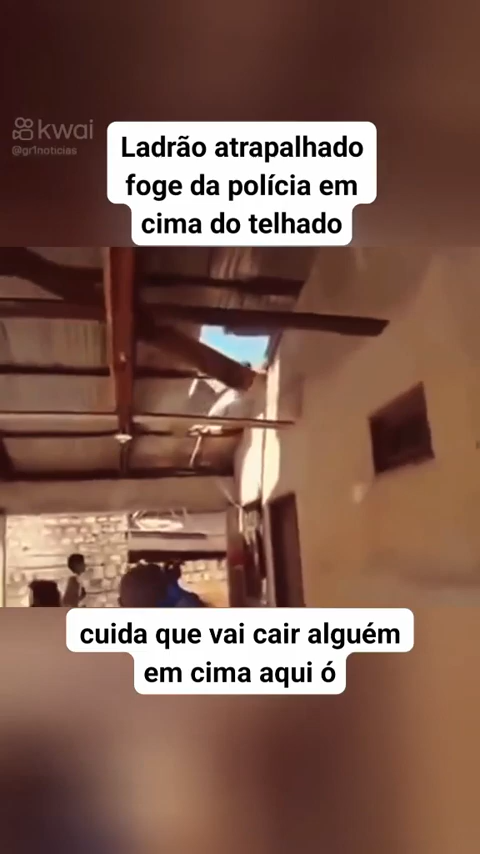 kwai
@gr1noticias
Ladrão atrapalhado
foge da polícia em
cima do telhado
cuida que vai cair alguém
em cima aqui ó